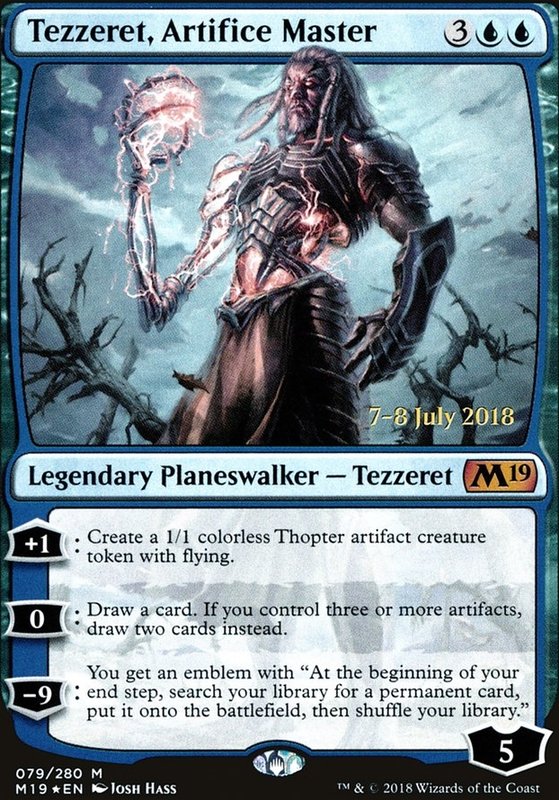 Tezzeret, Artifice Master 3
7–8 July 2018
Legendary Planeswalker — Tezzeret M19
+1 : Create a 1/1 colorless Thopter artifact creature
token with flying.
0 : Draw a card. If you control three or more artifacts,
draw two cards instead.
You get an emblem with “At the beginning of your
−9 : end step, search your library for a permanent card,
put it onto the battlefield, then shuffle your library.”
5
079/280 M
M19 ★ EN Josh Hass
™ & © 2018 Wizards of the Coast